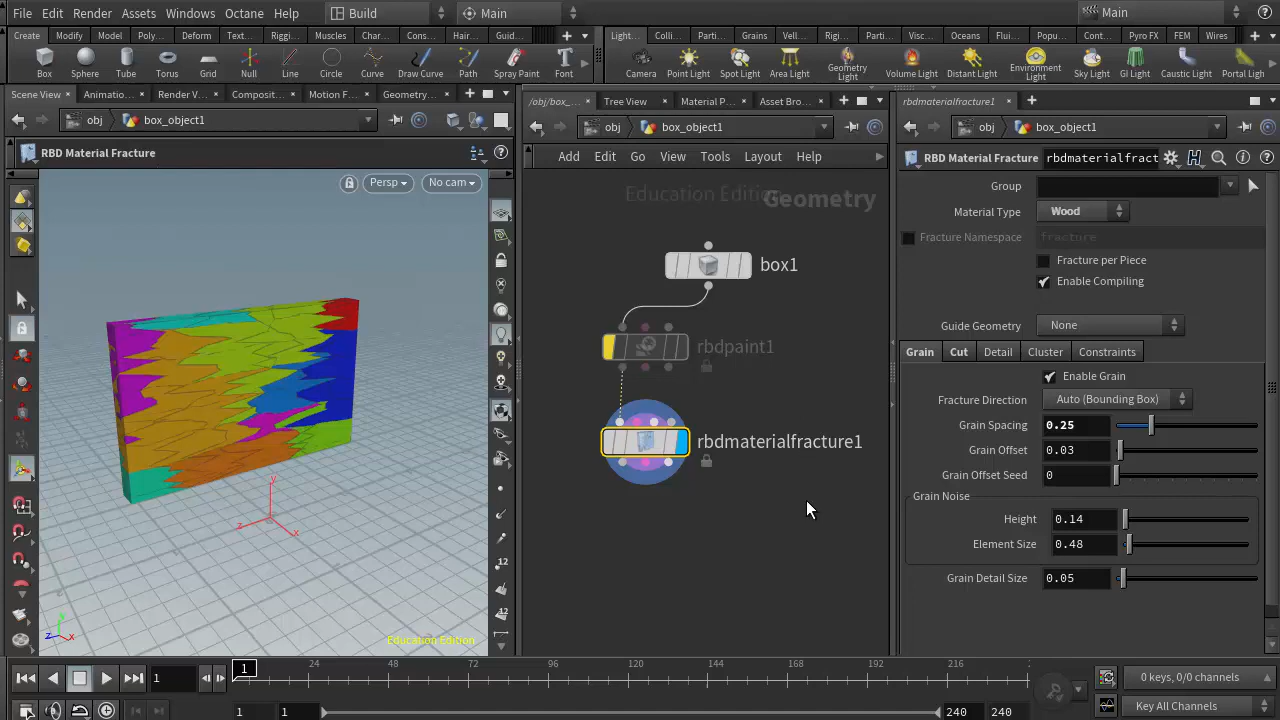 File Edit Render Assets Windows Octane Help Build Main Main
Create Modify Model Poly... Deform Text... Riggi... Muscles Char... Cons... Hair... Guid... Light... Colli... Parti... Grains Vell... Rig... Parti... Visc... Oceans Flui... Popu... Cont... Pyro FX FEM Wires
Box Sphere Tube Torus Grid Null Line Circle Curve Draw Curve Path Spray Paint Font Camera Point Light Spot Light Area Light Geometry Light Volume Light Distant Light Environment Light Sky Light GI Light Caustic Light Portal Ligh
Scene View Animatio... Render V... Composit... Motion F... Geometry... /obj/box_... Tree View Material P... Asset Bro... rbdmaterialfracture1
obj box_object1 obj box_object1 obj box_object1
RBD Material Fracture
Persp No cam
Education Edition
12
12
z y x
y z x
Add Edit Go View Tools Layout Help
Education Edition Geometry
box1
rbdpaint1
rbdmaterialfracture1
RBD Material Fracture rbdmaterialfract
Group
Material Type Wood
Fracture Namespace fracture
Fracture per Piece
Enable Compiling
Guide Geometry None
Grain Cut Detail Cluster Constraints
Enable Grain
Fracture Direction Auto (Bounding Box)
Grain Spacing 0.25
Grain Offset 0.03
Grain Offset Seed 0
Grain Noise
Height 0.14
Element Size 0.48
Grain Detail Size 0.05
1 1 24 48 72 96 120 144 168 192 216
0 keys, 0/0 channels
1 1 240 240 Key All Channels